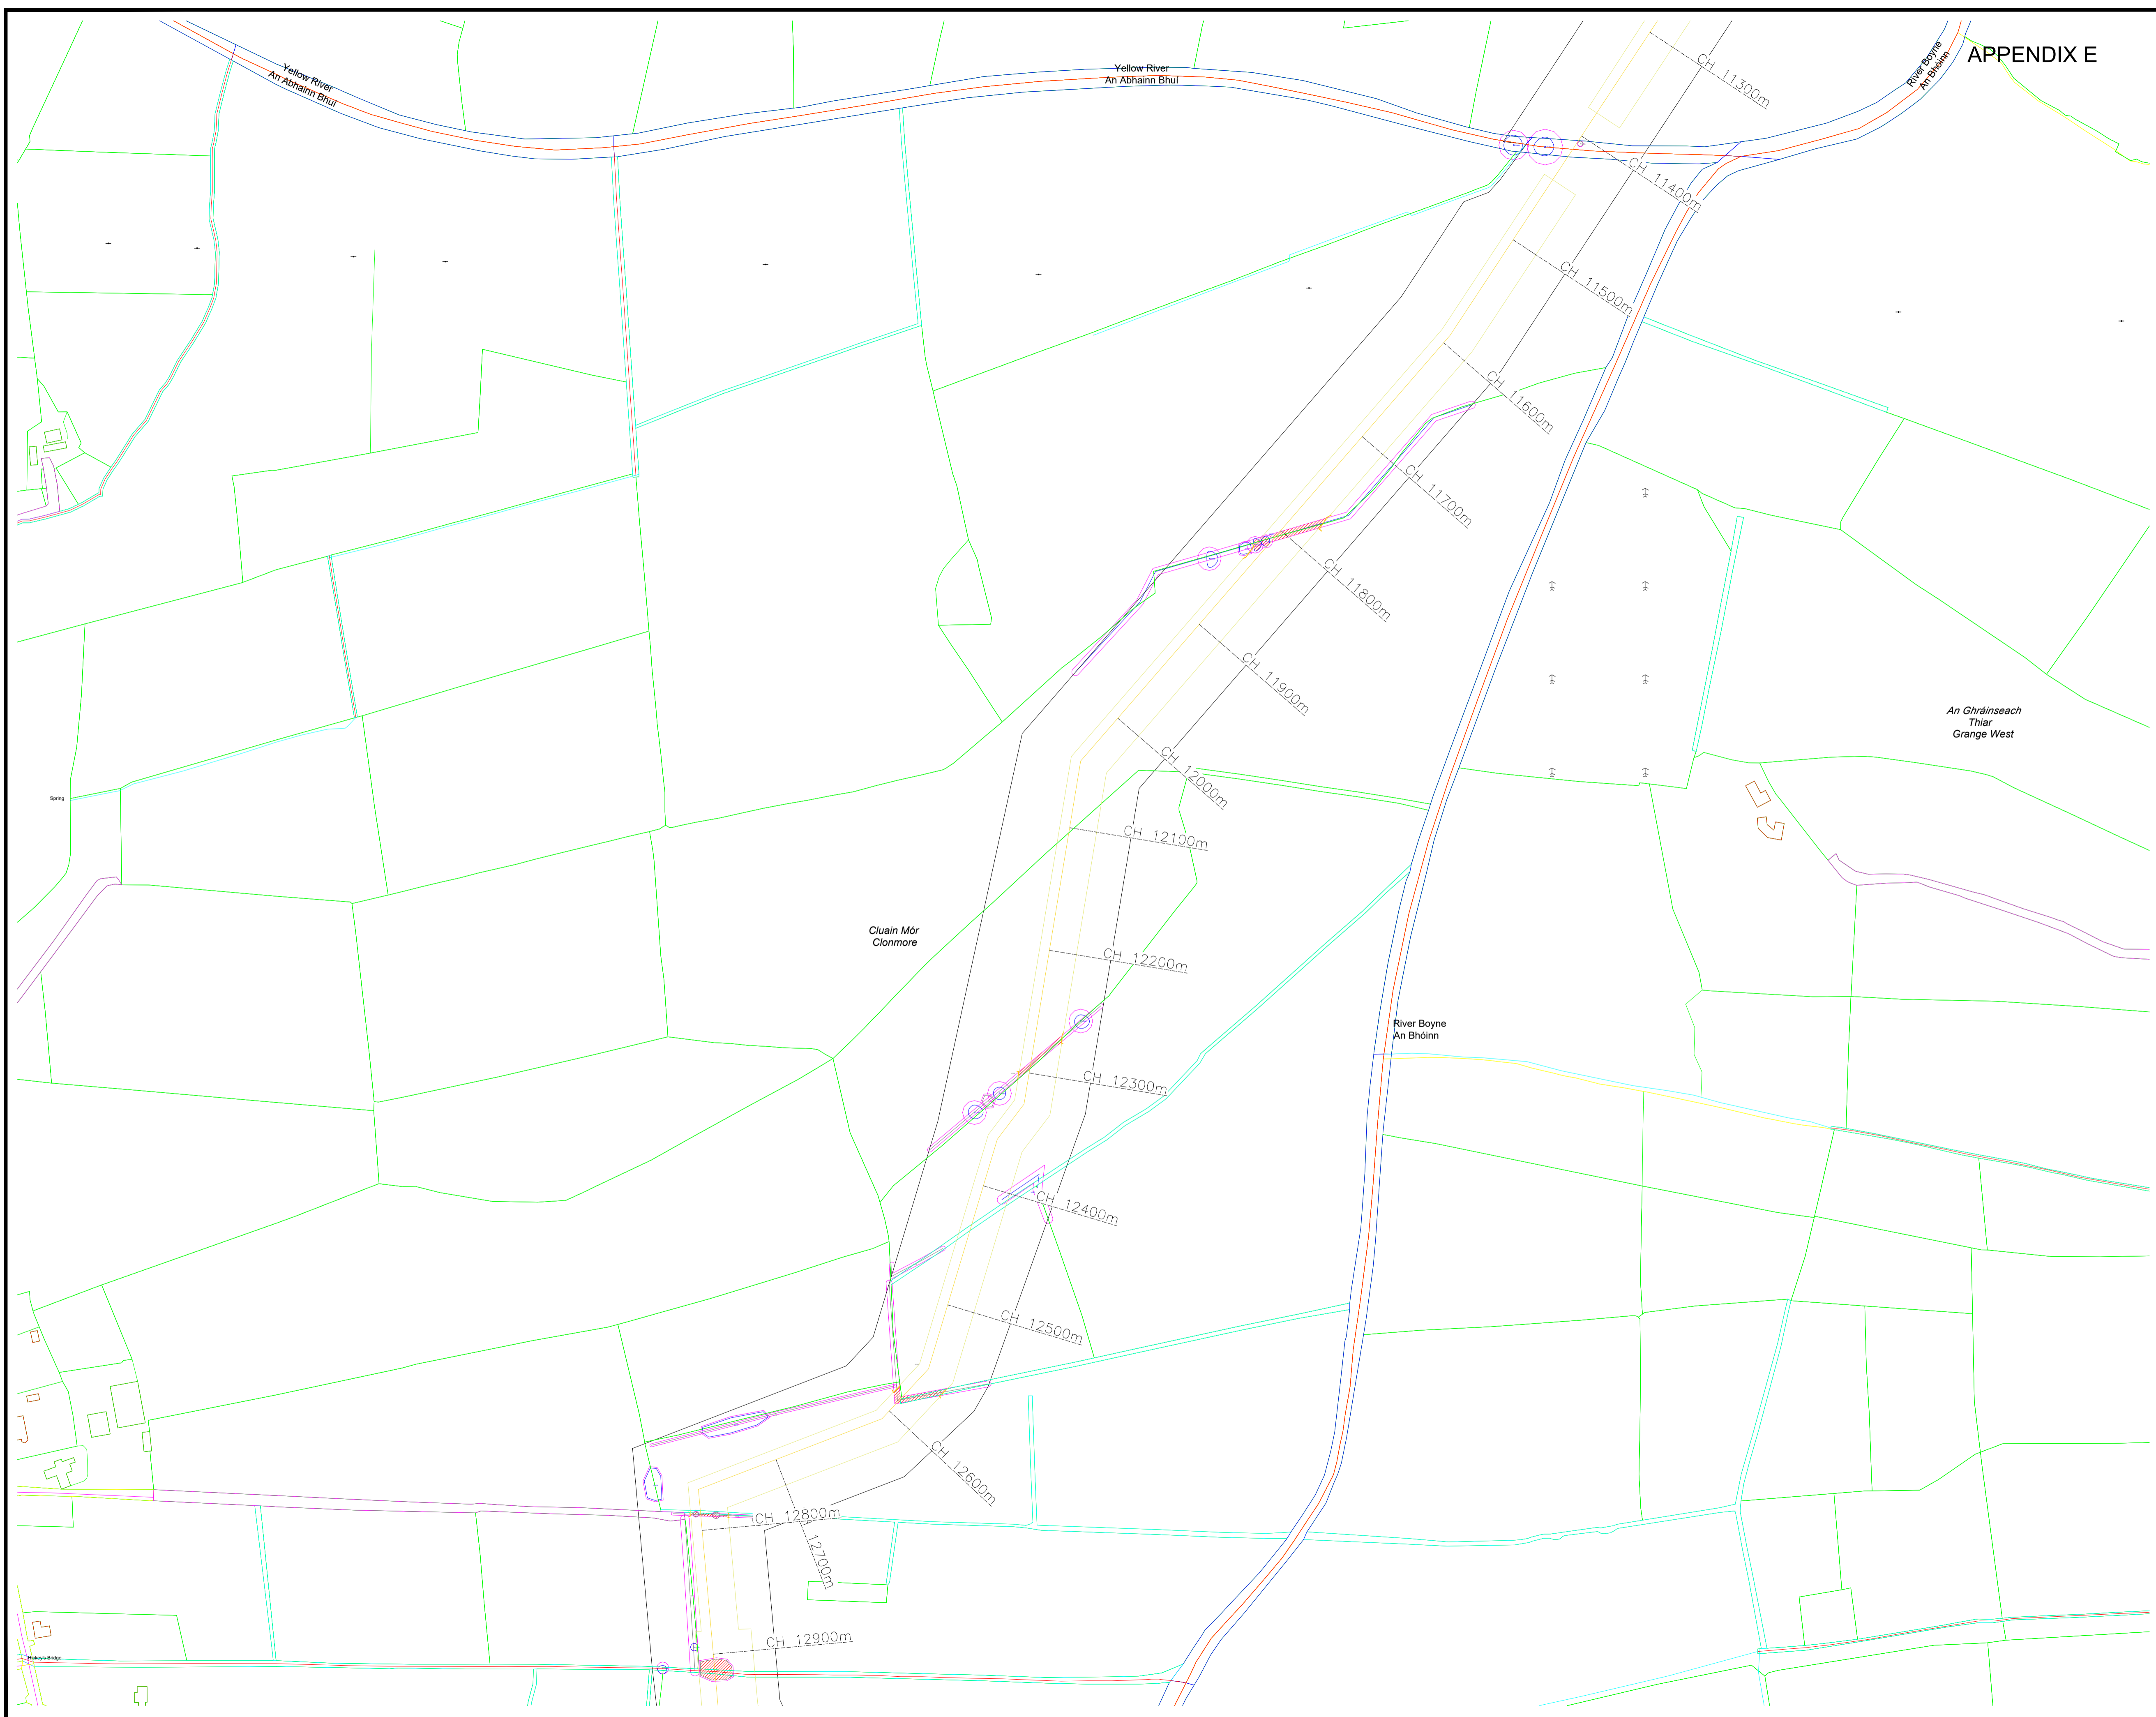 APPENDIX E
Yellow River
An Abhainn Bhuí
Yellow River
An Abhainn Bhuí
River Boyne
An Bhóinn
CH 11300m
CH 11400m
CH 11500m
CH 11600m
CH 11700m
CH 11800m
CH 11900m
An Ghráinseach
Thiar
Grange West
CH 12000m
Spring
CH 12100m
Cluain Mór
Clonmore
CH 12200m
River Boyne
An Bhóinn
CH 12300m
CH 12400m
CH 12500m
CH 12600m
CH 12800m
12700m
CH 12900m
Hickey's Bridge